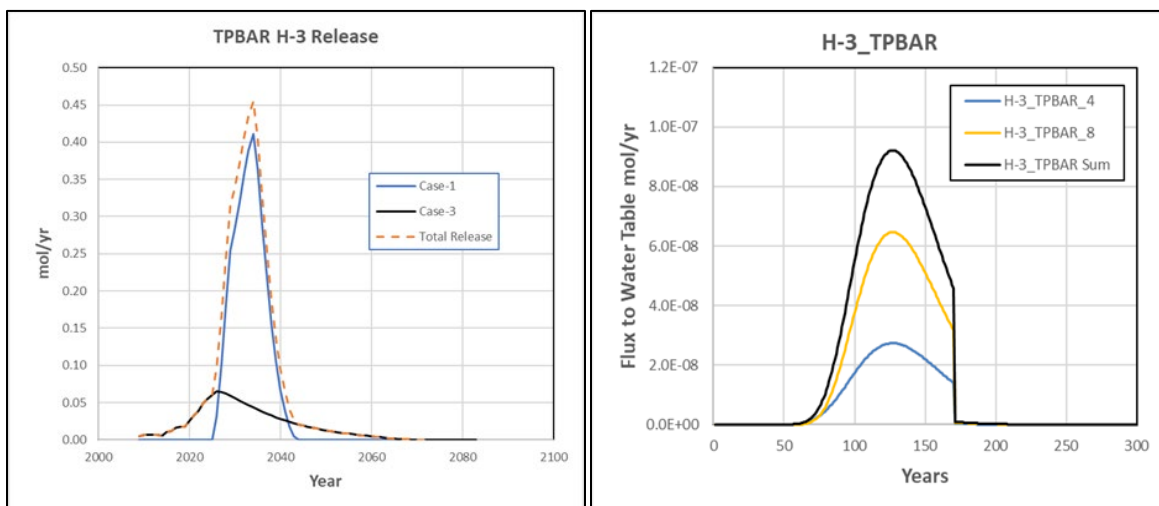 TPBAR H-3 Release
mol/yr
0.50
0.45
0.40
0.35
0.30
0.25
0.20
0.15
0.10
0.05
0.00
Case-1
Case-3
Total Release
2000 2020 2040 2060 2080 2100
Year
H-3_TPBAR
Flux to Water Table mol/yr
1.2E-07
1.0E-07
8.0E-08
6.0E-08
4.0E-08
2.0E-08
0.0E+00
H-3_TPBAR_4
H-3_TPBAR_8
H-3_TPBAR Sum
0 50 100 150 200 250 300
Years